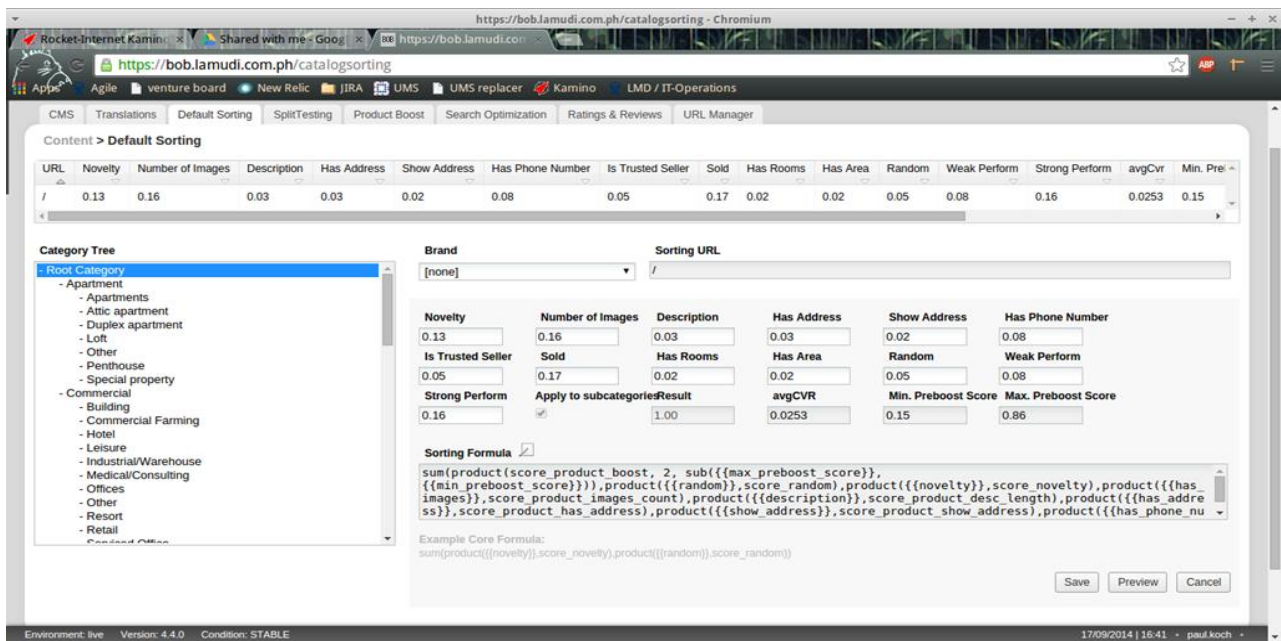 https://bob.lamudi.com.ph/catalogsorting - Chromium
Rocket-Internet Kamino Shared with me - Goog https://bob.lamudi.com
https://bob.lamudi.com.ph/catalogsorting ABP
Apps Agile venture board New Relic JIRA UMS UMS replacer Kamino LMD / IT-Operations
CMS Translations Default Sorting SplitTesting Product Boost Search Optimization Ratings & Reviews URL Manager
Content > Default Sorting
URL Novelty Number of Images Description Has Address Show Address Has Phone Number Is Trusted Seller Sold Has Rooms Has Area Random Weak Perform Strong Perform avgCvr Min. Pre
/ 0.13 0.16 0.03 0.03 0.02 0.08 0.05 0.17 0.02 0.02 0.05 0.08 0.16 0.0253 0.15
Category Tree
- Root Category
- Apartment
- Apartments
- Attic apartment
- Duplex apartment
- Loft
- Other
- Penthouse
- Special property
- Commercial
- Building
- Commercial Farming
- Hotel
- Leisure
- Industrial/Warehouse
- Medical/Consulting
- Offices
- Other
- Resort
- Retail
- Serviced Office
Brand Sorting URL
[none] /
Novelty Number of Images Description Has Address Show Address Has Phone Number
0.13 0.16 0.03 0.03 0.02 0.08
Is Trusted Seller Sold Has Rooms Has Area Random Weak Perform
0.05 0.17 0.02 0.02 0.05 0.08
Strong Perform Apply to subcategories Result avgCVR Min. Preboost Score Max. Preboost Score
0.16 1.00 0.0253 0.15 0.86
Sorting Formula
sum(product(score_product_boost, 2, sub({{max_preboost_score}},
{{min_preboost_score}})),product({{random}},score_random),product({{novelty}},score_novelty),product({{has_
images}},score_product_images_count),product({{description}},score_product_desc_length),product({{has_addre
ss}},score_product_has_address),product({{show_address}},score_product_show_address),product({{has_phone_nu
Example Core Formula:
sum(product({{novelty}},score_novelty),product({{random}},score_random))
Save Preview Cancel
Environment: live Version: 4.4.0 Condition: STABLE 17/09/2014 | 16:41 - paul.koch -